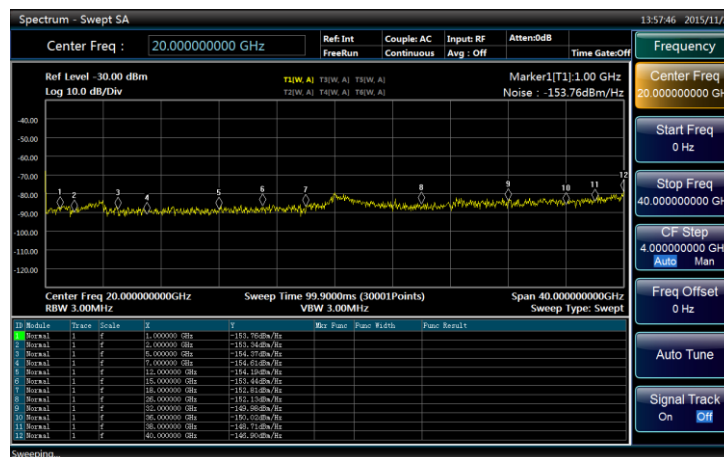 Spectrum - Swept SA
13:57:46 2015/11/
Center Freq : 20.000000000 GHz
Ref: Int Couple: AC Input: RF Atten:0dB
FreeRun Continuous Avg : Off Time Gate:Off
Frequency
Ref Level -30.00 dBm T1[W, A] T3[W, A] T5[W, A] Marker1[T1]:1.00 GHz
Log 10.0 dB/Div T2[W, A] T4[W, A] T6[W, A] Noise : -153.76dBm/Hz
-40.00
-50.00
-60.00
-70.00
-80.00
-90.00
-100.00
-110.00
-120.00
1 2 3 4 5 6 7 8 9 10 11 12
Center Freq 20.000000000GHz Sweep Time 99.9000ms (30001Points) Span 40.000000000GHz
RBW 3.00MHz VBW 3.00MHz Sweep Type: Swept
ID Module Trace Scale X Y Mkr Func Func Width Func Result
1 Normal 1 f 1.000000 GHz -153.76dBm/Hz
2 Normal 1 f 2.000000 GHz -153.34dBm/Hz
3 Normal 1 f 5.000000 GHz -154.37dBm/Hz
4 Normal 1 f 7.000000 GHz -154.61dBm/Hz
5 Normal 1 f 12.000000 GHz -154.19dBm/Hz
6 Normal 1 f 15.000000 GHz -153.44dBm/Hz
7 Normal 1 f 18.000000 GHz -152.81dBm/Hz
8 Normal 1 f 26.000000 GHz -152.13dBm/Hz
9 Normal 1 f 32.000000 GHz -149.98dBm/Hz
10 Normal 1 f 36.000000 GHz -150.02dBm/Hz
11 Normal 1 f 38.000000 GHz -148.71dBm/Hz
12 Normal 1 f 40.000000 GHz -146.90dBm/Hz
Center Freq
20.000000000 GH
Start Freq
0 Hz
Stop Freq
40.000000000 GH
CF Step
4.000000000 GH
Auto Man
Freq Offset
0 Hz
Auto Tune
Signal Track
On Off
Sweeping...